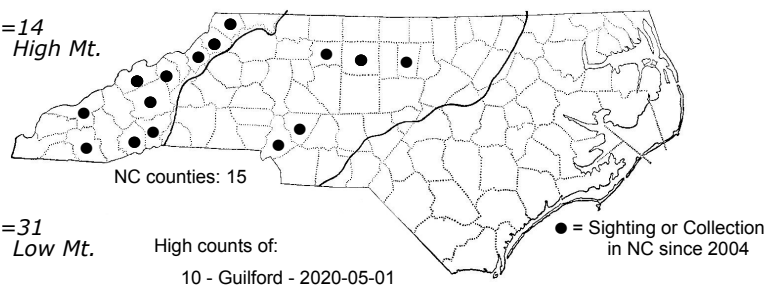 =14
High Mt.
NC counties: 15
=31
Low Mt.
High counts of:
10 - Guilford - 2020-05-01
● = Sighting or Collection
in NC since 2004